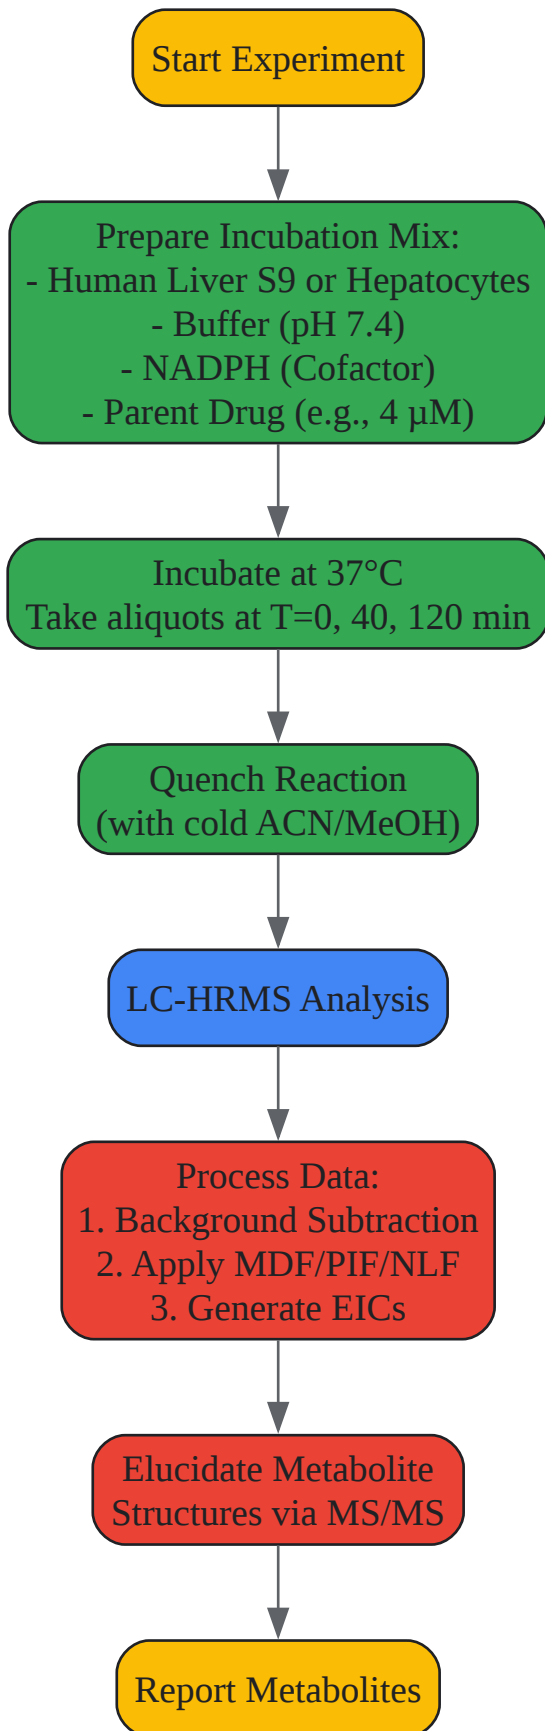 Start Experiment
Prepare Incubation Mix:
- Human Liver S9 or Hepatocytes
- Buffer (pH 7.4)
- NADPH (Cofactor)
- Parent Drug (e.g., 4 µM)
Incubate at 37°C
Take aliquots at T=0, 40, 120 min
Quench Reaction
(with cold ACN/MeOH)
LC-HRMS Analysis
Process Data:
1. Background Subtraction
2. Apply MDF/PIF/NLF
3. Generate EICs
Elucidate Metabolite
Structures via MS/MS
Report Metabolites